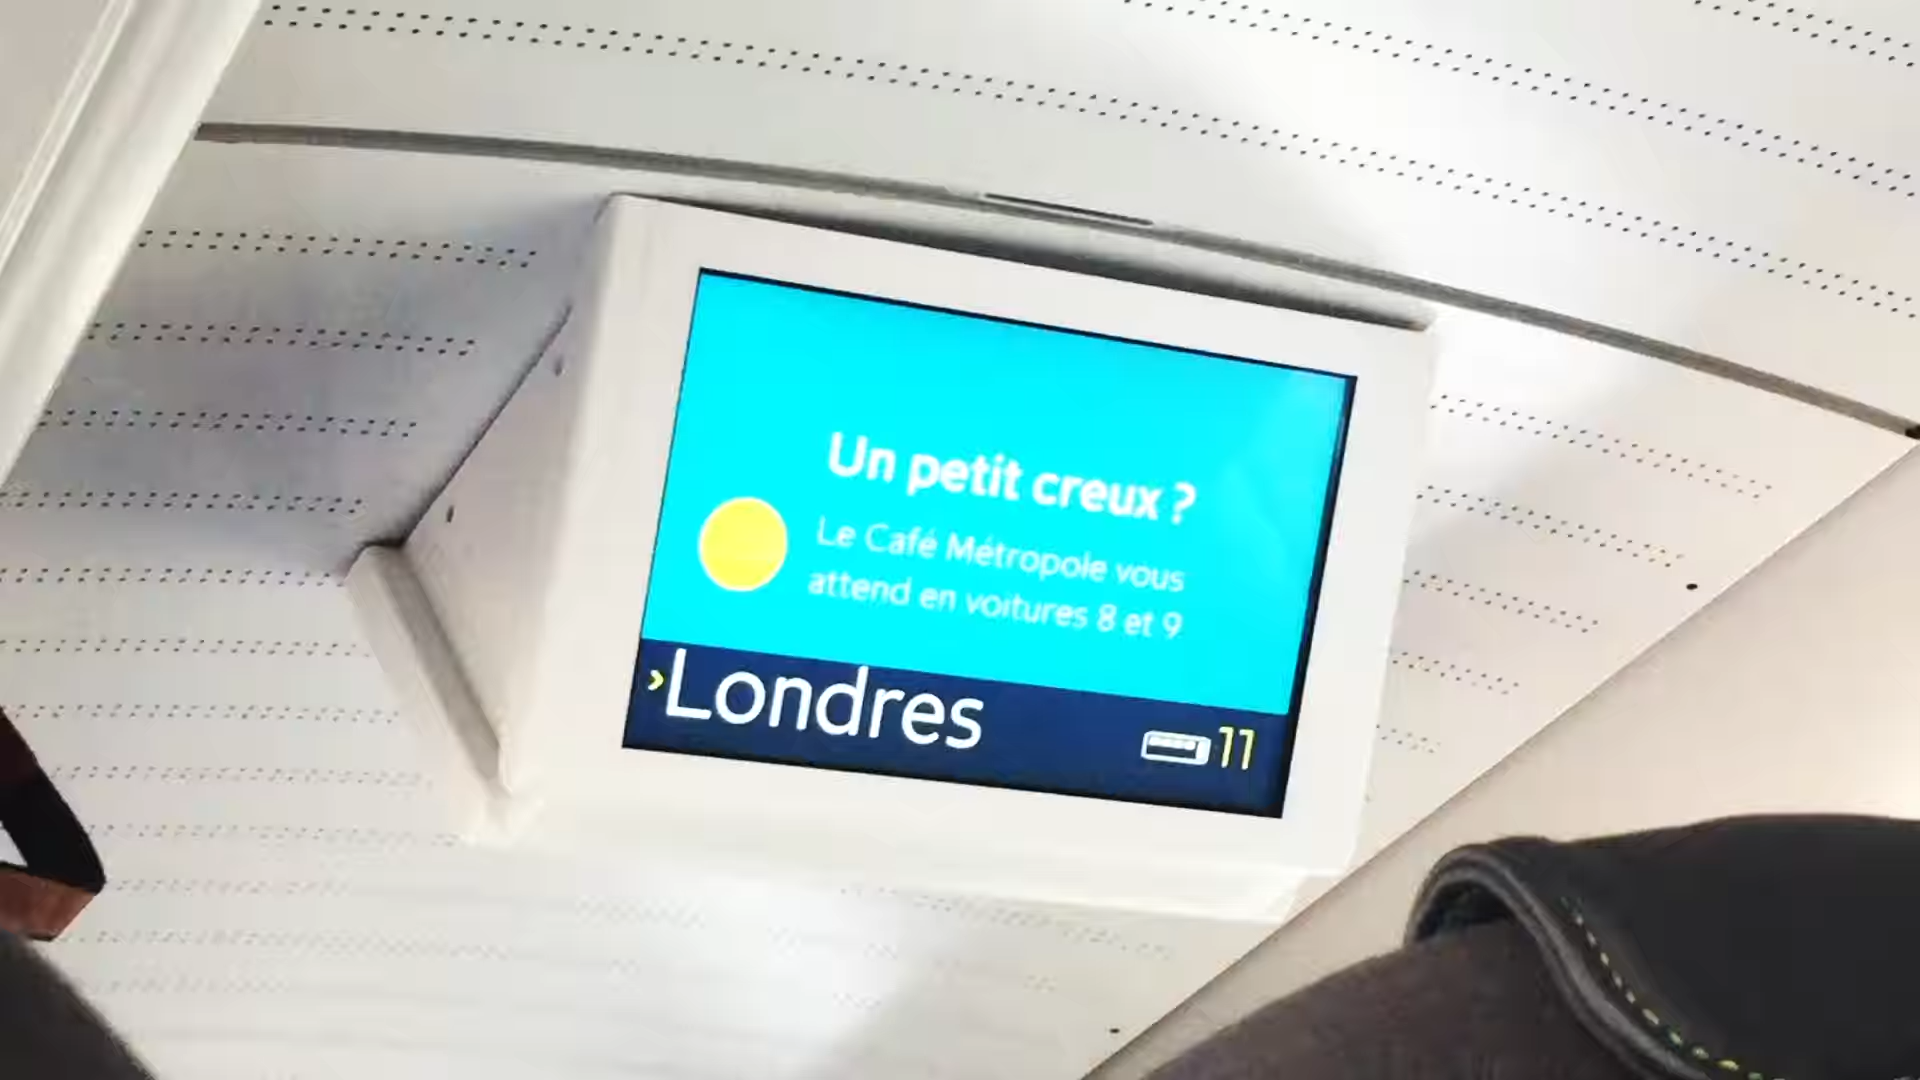 Un petit creux ?
Le Café Métropole vous
attend en voitures 8 et 9
›Londres
11